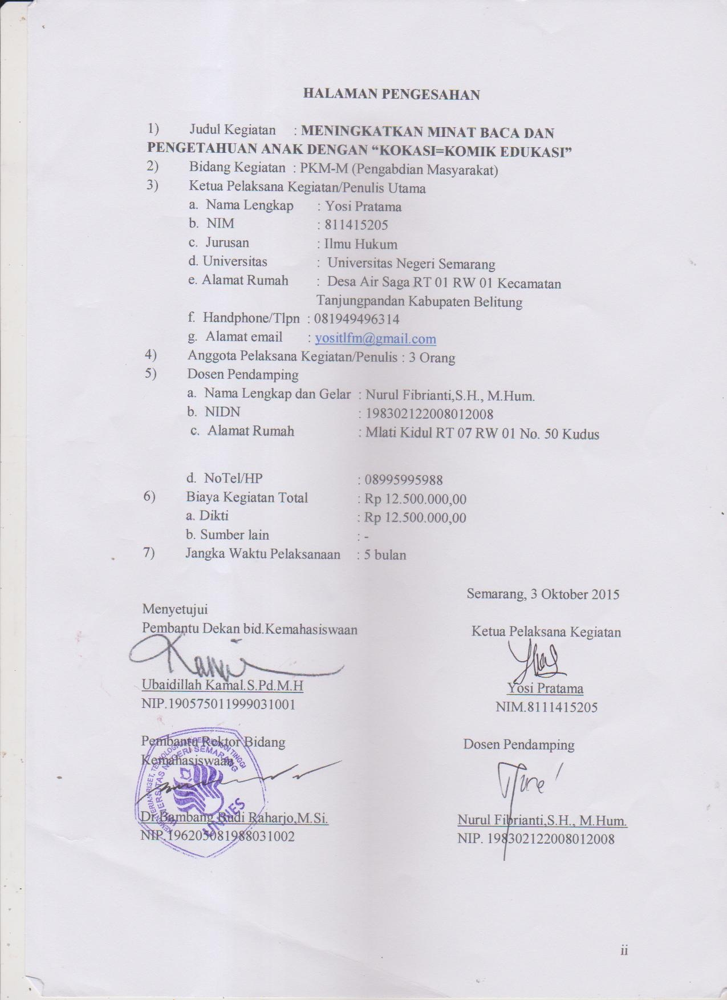 HALAMAN PENGESAHAN
1) Judul Kegiatan : MENINGKATKAN MINAT BACA DAN
PENGETAHUAN ANAK DENGAN “KOKASI=KOMIK EDUKASI”
2) Bidang Kegiatan : PKM-M (Pengabdian Masyarakat)
3) Ketua Pelaksana Kegiatan/Penulis Utama
a. Nama Lengkap : Yosi Pratama
b. NIM : 811415205
c. Jurusan : Ilmu Hukum
d. Universitas : Universitas Negeri Semarang
e. Alamat Rumah : Desa Air Saga RT 01 RW 01 Kecamatan
Tanjungpandan Kabupaten Belitung
f. Handphone/Tlpn : 081949496314
g. Alamat email : yositlfm@gmail.com
4) Anggota Pelaksana Kegiatan/Penulis : 3 Orang
5) Dosen Pendamping
a. Nama Lengkap dan Gelar : Nurul Fibrianti,S.H., M.Hum.
b. NIDN : 198302122008012008
c. Alamat Rumah : Mlati Kidul RT 07 RW 01 No. 50 Kudus
d. NoTel/HP : 08995995988
6) Biaya Kegiatan Total : Rp 12.500.000,00
a. Dikti : Rp 12.500.000,00
b. Sumber lain : -
7) Jangka Waktu Pelaksanaan : 5 bulan
Semarang, 3 Oktober 2015
Menyetujui
Pembantu Dekan bid.Kemahasiswaan
Ketua Pelaksana Kegiatan
Ubaidillah Kamal.S.Pd.M.H
Yosi Pratama
NIP.190575011999031001
NIM.8111415205
Pembantu Rektor Bidang
Kemahasiswaan
Dosen Pendamping
KEMENTERIAN RISET, TEKNOLOGI DAN PENDIDIKAN TINGGI
UNIVERSITAS NEGERI SEMARANG
UNNES
Dr.Bambang Budi Raharjo,M.Si.
Nurul Fibrianti,S.H., M.Hum.
NIP.196205081988031002
NIP. 198302122008012008
ii